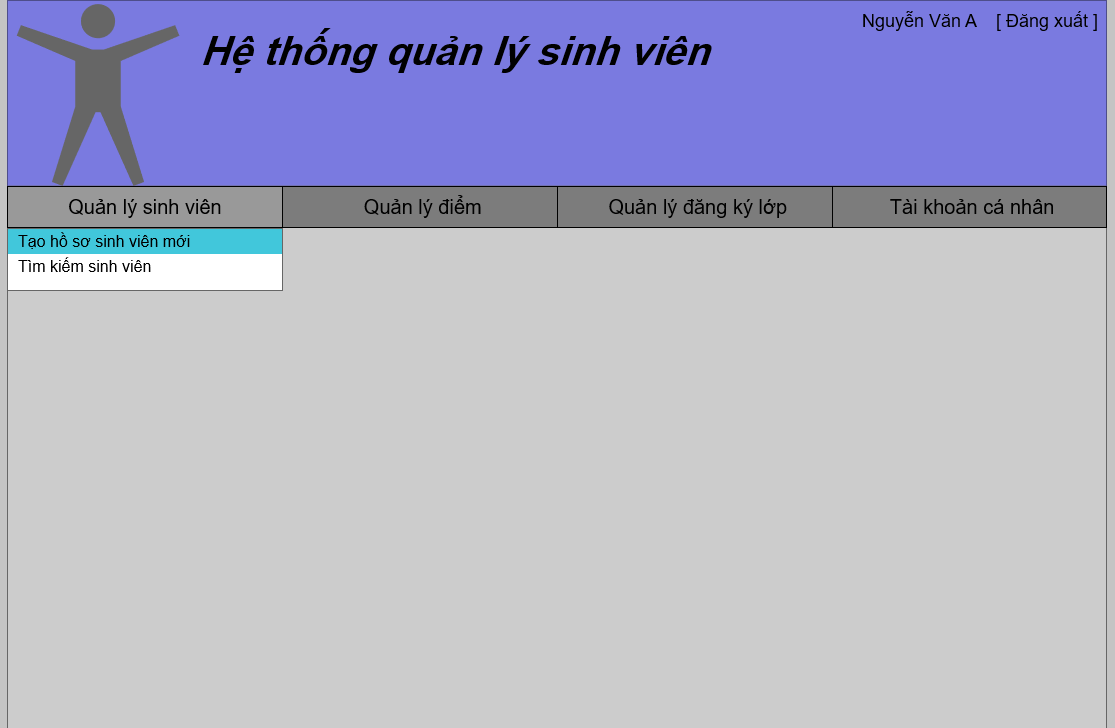 Nguyễn Văn A [ Đăng xuất ]
Hệ thống quản lý sinh viên
Quản lý sinh viên
Quản lý điểm
Quản lý đăng ký lớp
Tài khoản cá nhân
Tạo hồ sơ sinh viên mới
Tìm kiếm sinh viên